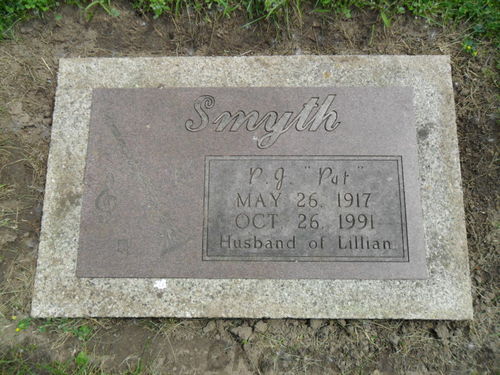 Smyth
P.J. "Pat"
MAY 26, 1917
OCT 26, 1991
Husband of Lillian